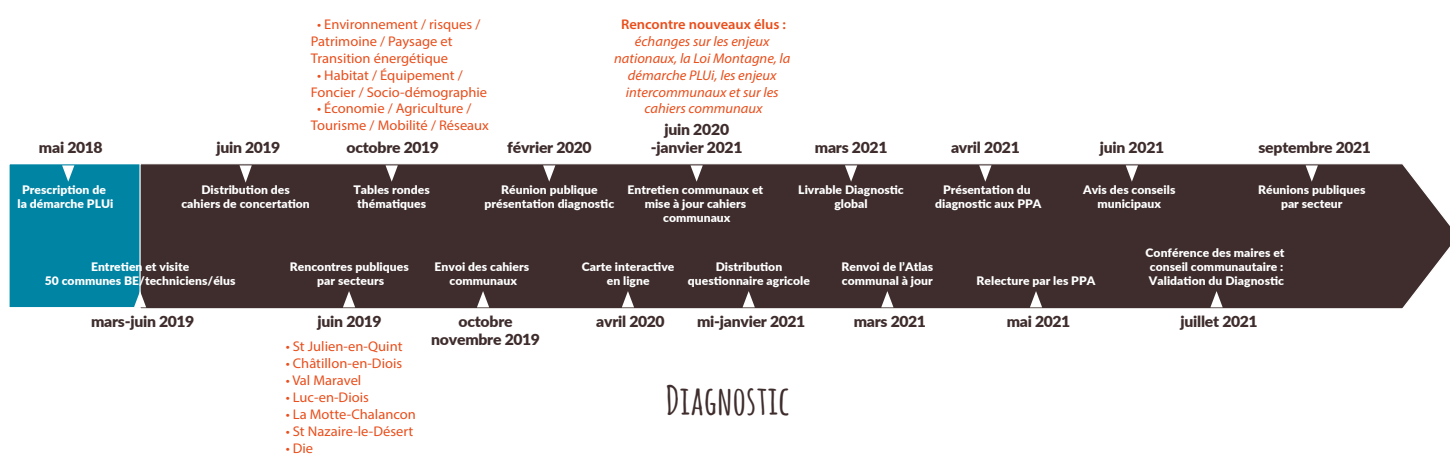 • Environnement / risques /
Patrimoine / Paysage et
Transition énergétique
• Habitat / Équipement /
Foncier / Socio-démographie
• Économie / Agriculture /
Tourisme / Mobilité / Réseaux
Rencontre nouveaux élus :
échanges sur les enjeux
nationaux, la Loi Montagne, la
démarche PLUi, les enjeux
intercommunaux et sur les
cahiers communaux
mai 2018
juin 2019
octobre 2019
février 2020
juin 2020
-janvier 2021
mars 2021
avril 2021
juin 2021
septembre 2021
Prescription de
la démarche PLUi
Distribution des
cahiers de concertation
Tables rondes
thématiques
Réunion publique
présentation diagnostic
Entretien communaux et
mise à jour cahiers
communaux
Livrable Diagnostic
global
Présentation du
diagnostic aux PPA
Avis des conseils
municipaux
Réunions publiques
par secteur
Entretien et visite
50 communes BE/techniciens/élus
Rencontres publiques
par secteurs
Envoi des cahiers
communaux
Carte interactive
en ligne
Distribution
questionnaire agricole
Renvoi de l'Atlas
communal à jour
Relecture par les PPA
Conférence des maires et
conseil communautaire :
Validation du Diagnostic
mars-juin 2019
juin 2019
octobre
novembre 2019
avril 2020
mi-janvier 2021
mars 2021
mai 2021
juillet 2021
• St Julien-en-Quint
• Châtillon-en-Diois
• Val Maravel
• Luc-en-Diois
• La Motte-Chalancon
• St Nazaire-le-Désert
• Die
Diagnostic